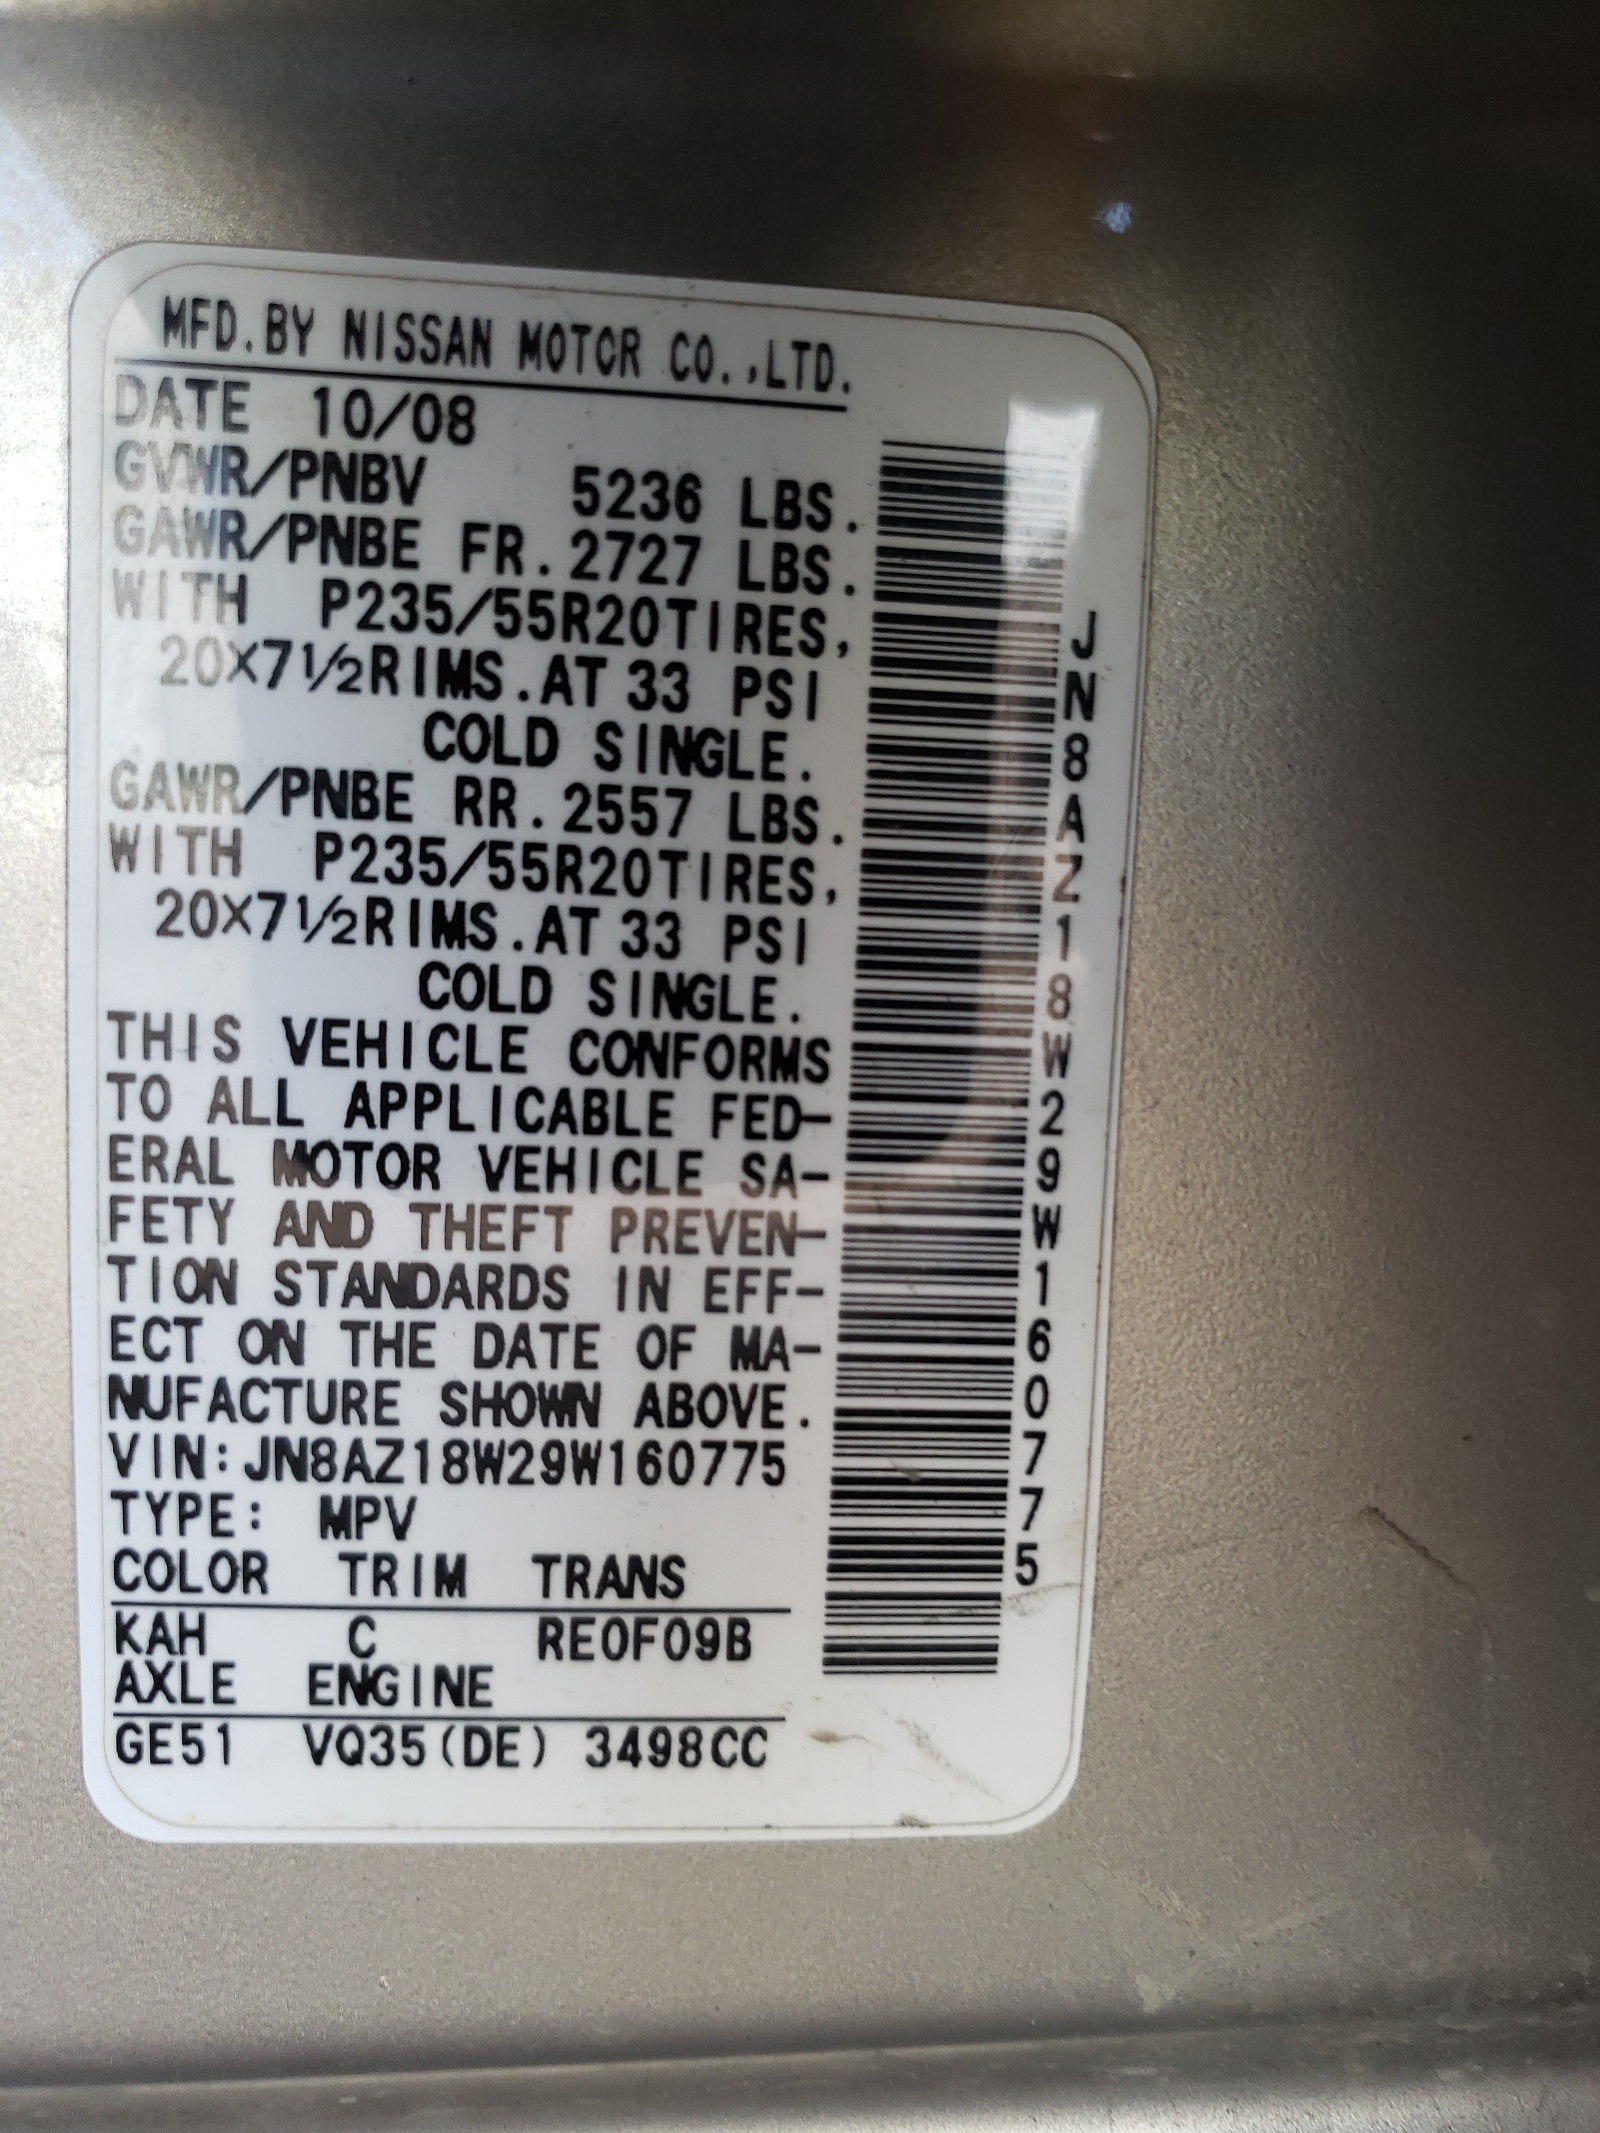 MFD.BY NISSAN MOTOR CO.,LTD.
DATE 10/08
GVWR/PNBV 5236 LBS.
GAWR/PNBE FR. 2727 LBS.
WITH P235/55R20TIRES,
20X7½RIMS.AT 33 PSI
COLD SINGLE.
GAWR/PNBE RR. 2557 LBS.
WITH P235/55R20TIRES,
20X7½RIMS.AT 33 PSI
COLD SINGLE.
THIS VEHICLE CONFORMS
TO ALL APPLICABLE FED-
ERAL MOTOR VEHICLE SA-
FETY AND THEFT PREVEN-
TION STANDARDS IN EFF-
ECT ON THE DATE OF MA-
NUFACTURE SHOWN ABOVE.
VIN:JN8AZ18W29W160775
TYPE: MPV
COLOR TRIM TRANS
KAH C RE0F09B
AXLE ENGINE
GE51 VQ35(DE) 3498CC
JN8AZ18W29W160775